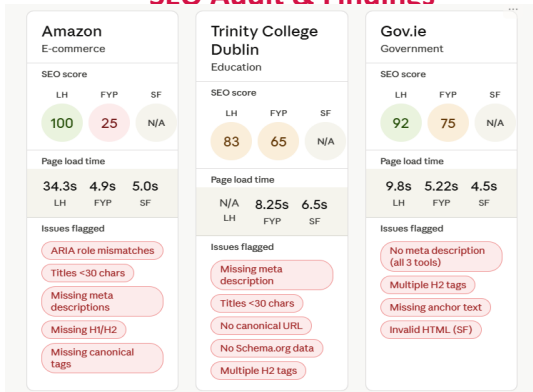 SEO Audit & Findings
Amazon
E-commerce
SEO score
LH FYP SF
100 25 N/A
Page load time
34.3s 4.9s 5.0s
LH FYP SF
Issues flagged
ARIA role mismatches
Titles <30 chars
Missing meta
descriptions
Missing H1/H2
Missing canonical
tags
Trinity College
Dublin
Education
SEO score
LH FYP SF
83 65 N/A
Page load time
N/A 8.25s 6.5s
LH FYP SF
Issues flagged
Missing meta
description
Titles <30 chars
No canonical URL
No Schema.org data
Multiple H2 tags
Gov.ie
Government
SEO score
LH FYP SF
92 75 N/A
Page load time
9.8s 5.22s 4.5s
LH FYP SF
Issues flagged
No meta description
(all 3 tools)
Multiple H2 tags
Missing anchor text
Invalid HTML (SF)